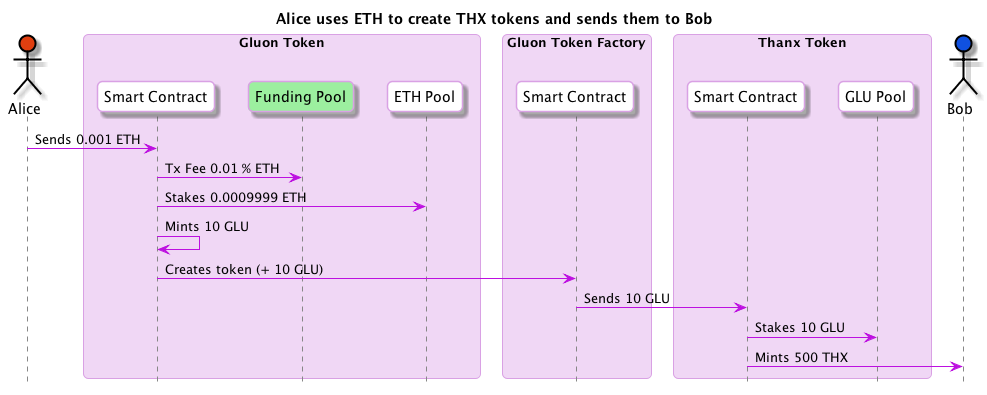 Alice uses ETH to create THX tokens and sends them to Bob
Gluon Token
Gluon Token Factory
Thanx Token
Alice
Smart Contract
Funding Pool
ETH Pool
Smart Contract
Smart Contract
GLU Pool
Bob
Sends 0.001 ETH
Tx Fee 0.01 % ETH
Stakes 0.0009999 ETH
Mints 10 GLU
Creates token (+ 10 GLU)
Sends 10 GLU
Stakes 10 GLU
Mints 500 THX